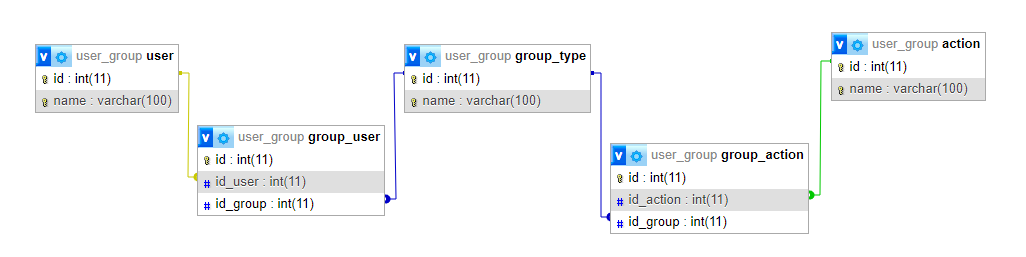 v user_group user
id : int(11)
name : varchar(100)
v user_group group_user
id : int(11)
# id_user : int(11)
# id_group : int(11)
v user_group group_type
id : int(11)
name : varchar(100)
v user_group group_action
id : int(11)
# id_action : int(11)
# id_group : int(11)
v user_group action
id : int(11)
name : varchar(100)